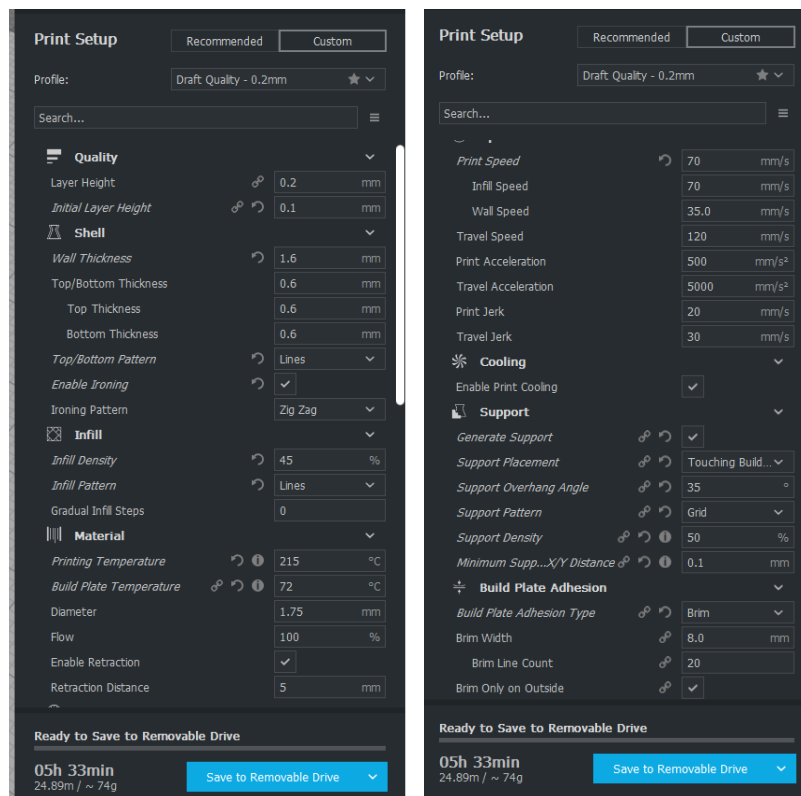 Print Setup
Recommended
Custom
Profile:
Draft Quality - 0.2mm
Search...
Quality
Layer Height 0.2 mm
Initial Layer Height 0.1 mm
Shell
Wall Thickness 1.6 mm
Top/Bottom Thickness 0.6 mm
Top Thickness 0.6 mm
Bottom Thickness 0.6 mm
Top/Bottom Pattern Lines
Enable Ironing
Ironing Pattern Zig Zag
Infill
Infill Density 45 %
Infill Pattern Lines
Gradual Infill Steps 0
Material
Printing Temperature 215 °C
Build Plate Temperature 72 °C
Diameter 1.75 mm
Flow 100 %
Enable Retraction
Retraction Distance 5 mm
Ready to Save to Removable Drive
05h 33min
24.89m / ~ 74g
Save to Removable Drive
Print Setup
Recommended
Custom
Profile:
Draft Quality - 0.2mm
Search...
Print Speed 70 mm/s
Infill Speed 70 mm/s
Wall Speed 35.0 mm/s
Travel Speed 120 mm/s
Print Acceleration 500 mm/s²
Travel Acceleration 5000 mm/s²
Print Jerk 20 mm/s
Travel Jerk 30 mm/s
Cooling
Enable Print Cooling
Support
Generate Support
Support Placement Touching Build...
Support Overhang Angle 35 °
Support Pattern Grid
Support Density 50 %
Minimum Supp...X/Y Distance 0.1 mm
Build Plate Adhesion
Build Plate Adhesion Type Brim
Brim Width 8.0 mm
Brim Line Count 20
Brim Only on Outside
Ready to Save to Removable Drive
05h 33min
24.89m / ~ 74g
Save to Removable Drive